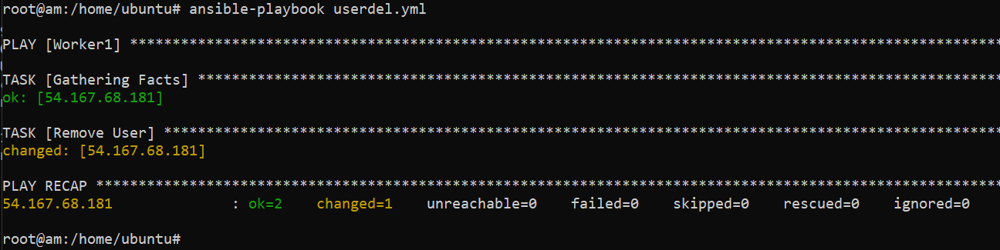 root@am:/home/ubuntu# ansible-playbook userdel.yml
PLAY [Worker1] *******************************************************************************************************
TASK [Gathering Facts] ***********************************************************************************************
ok: [54.167.68.181]
TASK [Remove User] ***************************************************************************************************
changed: [54.167.68.181]
PLAY RECAP ***********************************************************************************************************
54.167.68.181 : ok=2 changed=1 unreachable=0 failed=0 skipped=0 rescued=0 ignored=0
root@am:/home/ubuntu#